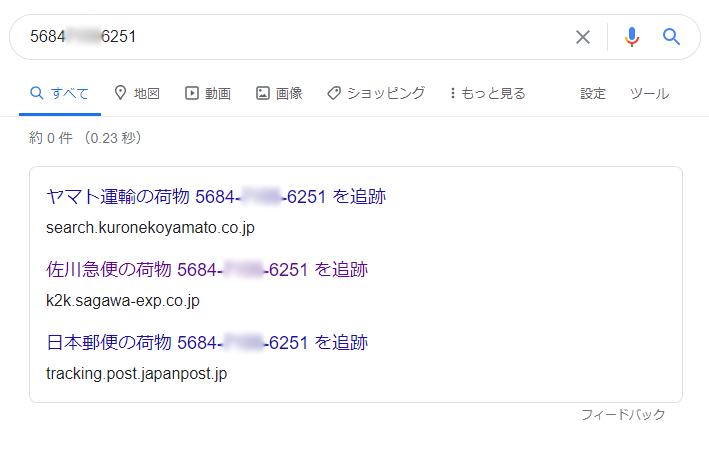 5684 6251
すべて 地図 動画 画像 ショッピング もっと見る 設定 ツール
約 0 件 （0.23 秒）
ヤマト運輸の荷物 5684- -6251 を追跡
search.kuronekoyamato.co.jp
佐川急便の荷物 5684- -6251 を追跡
k2k.sagawa-exp.co.jp
日本郵便の荷物 5684- -6251 を追跡
tracking.post.japanpost.jp
フィードバック